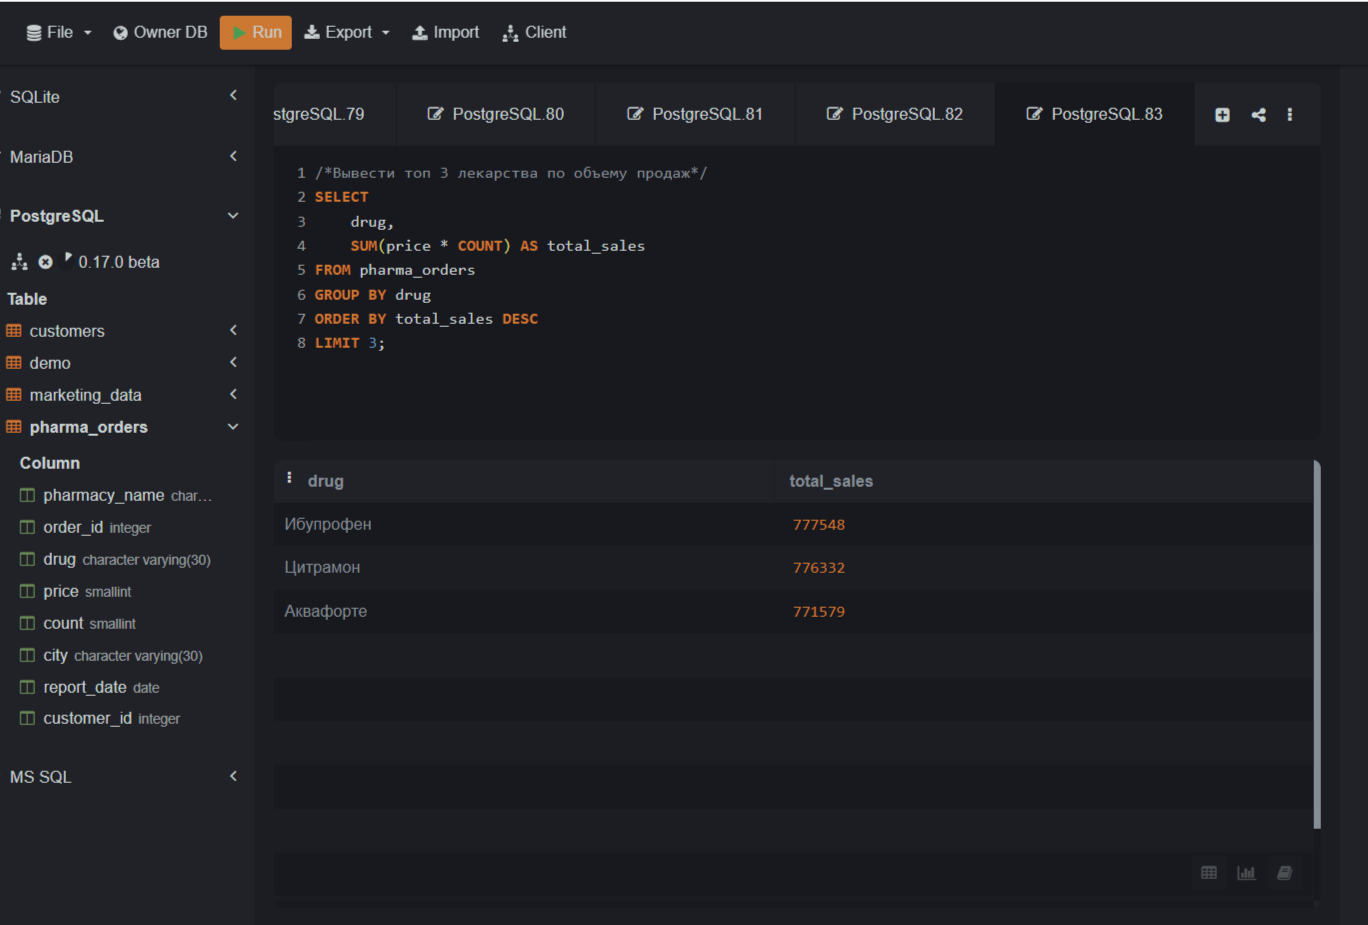 File Owner DB Run Export Import Client
SQLite
MariaDB
PostgreSQL
0.17.0 beta
Table
customers
demo
marketing_data
pharma_orders
Column
pharmacy_name char...
order_id integer
drug character varying(30)
price smallint
count smallint
city character varying(30)
report_date date
customer_id integer
MS SQL
stgreSQL.79 PostgreSQL.80 PostgreSQL.81 PostgreSQL.82 PostgreSQL.83
1 /*Вывести топ 3 лекарства по объему продаж*/
2 SELECT
3 drug,
4 SUM(price * COUNT) AS total_sales
5 FROM pharma_orders
6 GROUP BY drug
7 ORDER BY total_sales DESC
8 LIMIT 3;
drug total_sales
Ибупрофен 777548
Цитрамон 776332
Аквафорте 771579